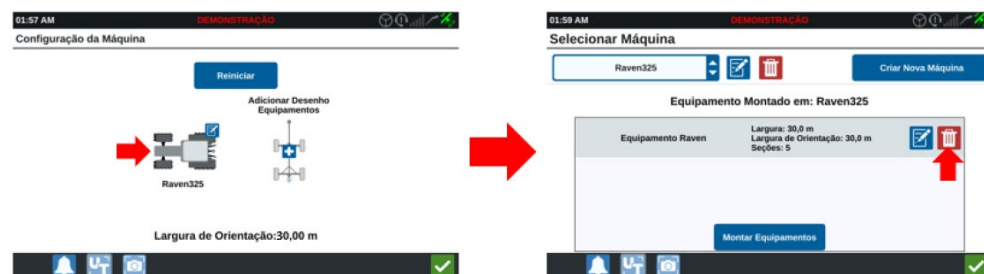 01:57 AM DEMONSTRAÇÃO
Configuração da Máquina
Reiniciar
Adicionar Desenho
Equipamentos
Raven325
Largura de Orientação:30,00 m
UT
01:59 AM DEMONSTRAÇÃO
Selecionar Máquina
Raven325
Criar Nova Máquina
Equipamento Montado em: Raven325
Equipamento Raven
Largura: 30,0 m
Largura de Orientação: 30,0 m
Seções: 5
Montar Equipamentos
UT